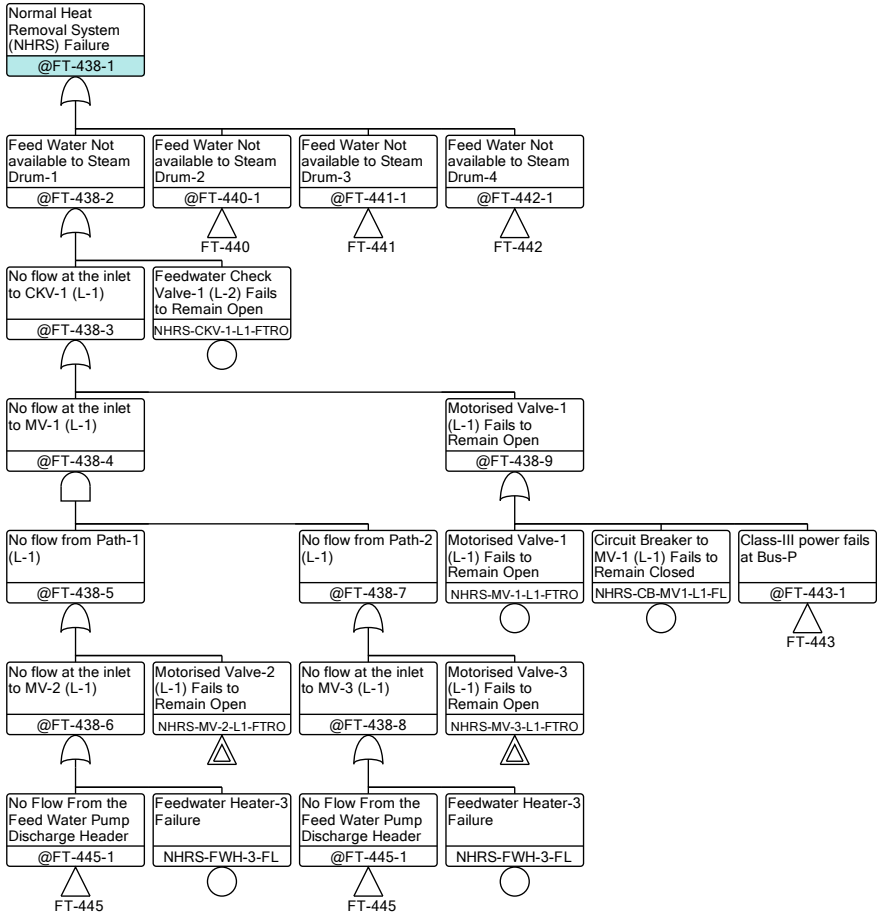 Normal Heat
Removal System
(NHRS) Failure
@FT-438-1
Feed Water Not
available to Steam
Drum-1
@FT-438-2
Feed Water Not
available to Steam
Drum-2
@FT-440-1
FT-440
Feed Water Not
available to Steam
Drum-3
@FT-441-1
FT-441
Feed Water Not
available to Steam
Drum-4
@FT-442-1
FT-442
No flow at the inlet
to CKV-1 (L-1)
@FT-438-3
Feedwater Check
Valve-1 (L-2) Fails
to Remain Open
NHRS-CKV-1-L1-FTRO
No flow at the inlet
to MV-1 (L-1)
@FT-438-4
Motorised Valve-1
(L-1) Fails to
Remain Open
@FT-438-9
No flow from Path-1
(L-1)
@FT-438-5
No flow from Path-2
(L-1)
@FT-438-7
Motorised Valve-1
(L-1) Fails to
Remain Open
NHRS-MV-1-L1-FTRO
Circuit Breaker to
MV-1 (L-1) Fails to
Remain Closed
NHRS-CB-MV1-L1-FL
Class-III power fails
at Bus-P
@FT-443-1
FT-443
No flow at the inlet
to MV-2 (L-1)
@FT-438-6
Motorised Valve-2
(L-1) Fails to
Remain Open
NHRS-MV-2-L1-FTRO
No flow at the inlet
to MV-3 (L-1)
@FT-438-8
Motorised Valve-3
(L-1) Fails to
Remain Open
NHRS-MV-3-L1-FTRO
No Flow From the
Feed Water Pump
Discharge Header
@FT-445-1
FT-445
Feedwater Heater-3
Failure
NHRS-FWH-3-FL
No Flow From the
Feed Water Pump
Discharge Header
@FT-445-1
FT-445
Feedwater Heater-3
Failure
NHRS-FWH-3-FL